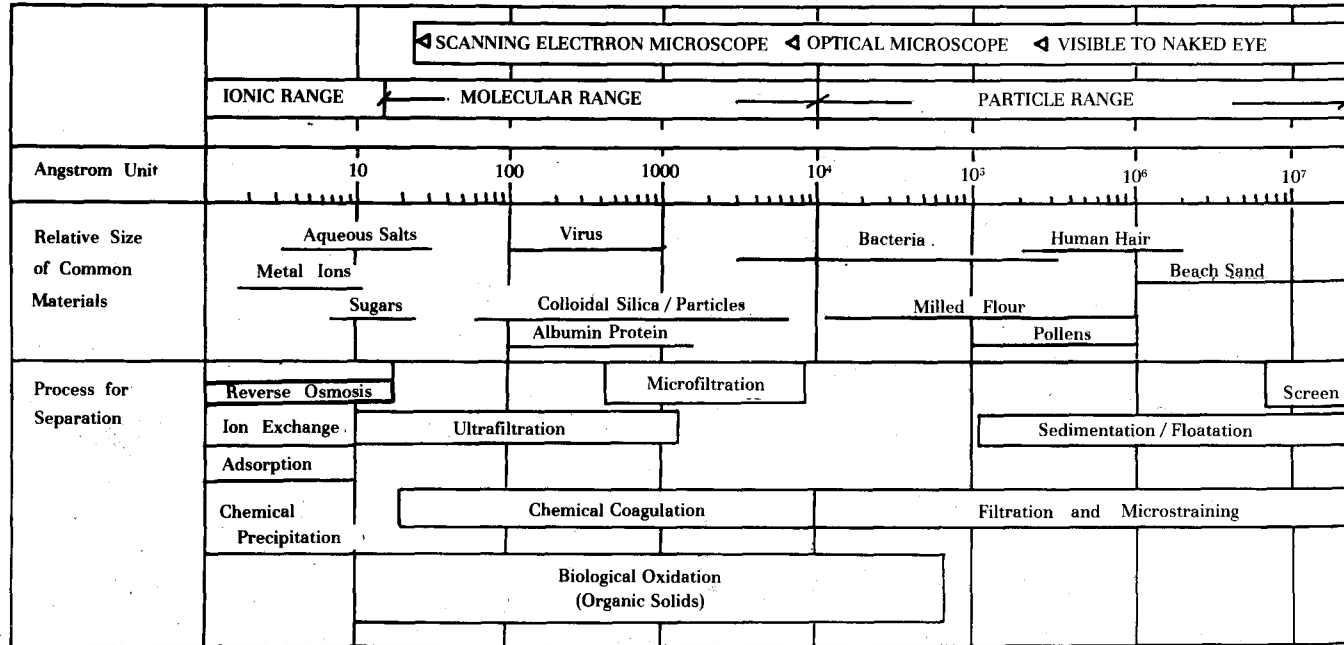 ◁ SCANNING ELECTRRON MICROSCOPE ◁ OPTICAL MICROSCOPE ◁ VISIBLE TO NAKED EYE
IONIC RANGE MOLECULAR RANGE PARTICLE RANGE
Angstrom Unit 10 100 1000 10⁴ 10³ 10⁶ 10⁷
Relative Size
of Common
Materials
Aqueous Salts Virus Bacteria Human Hair
Metal Ions Beach Sand
Sugars Colloidal Silica / Particles Milled Flour
Albumin Protein Pollens
Process for
Separation
Reverse Osmosis Microfiltration Screen
Ion Exchange Ultrafiltration Sedimentation / Floatation
Adsorption
Chemical
Precipitation
Chemical Coagulation Filtration and Microstraining
Biological Oxidation
(Organic Solids)